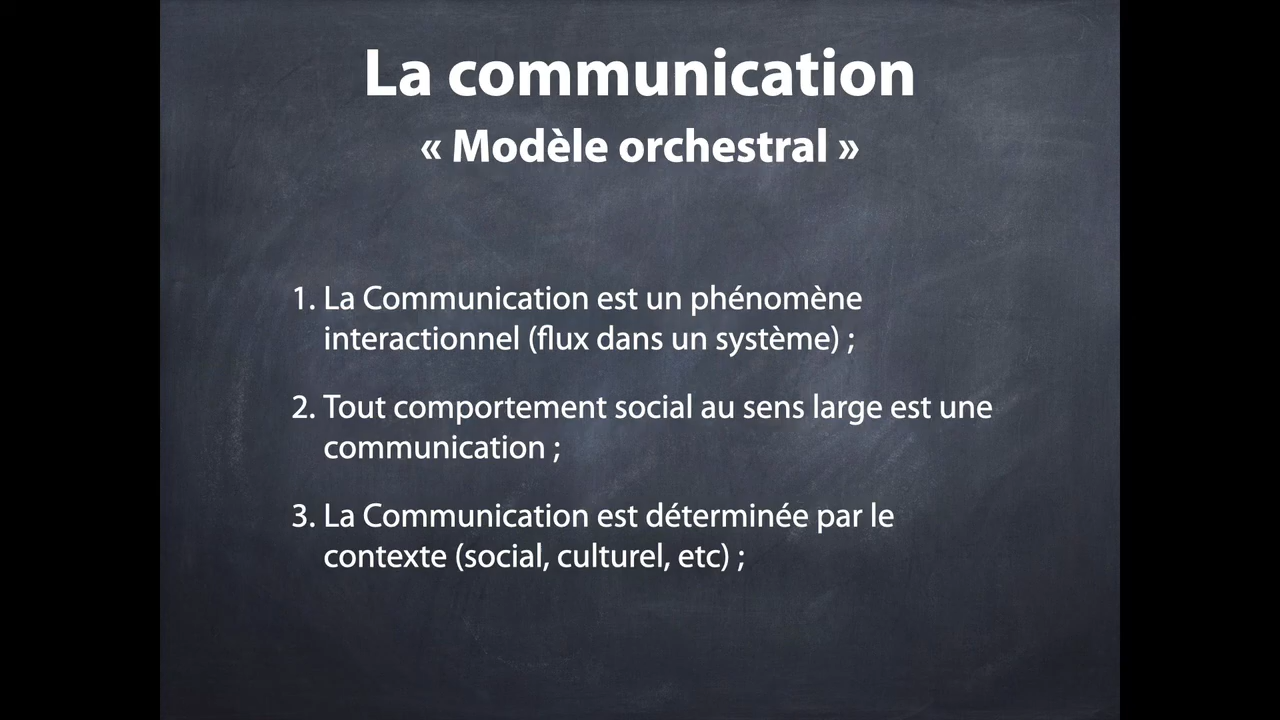 La communication
« Modèle orchestral »
1. La Communication est un phénomène
interactionnel (flux dans un système) ;
2. Tout comportement social au sens large est une
communication ;
3. La Communication est déterminée par le
contexte (social, culturel, etc) ;